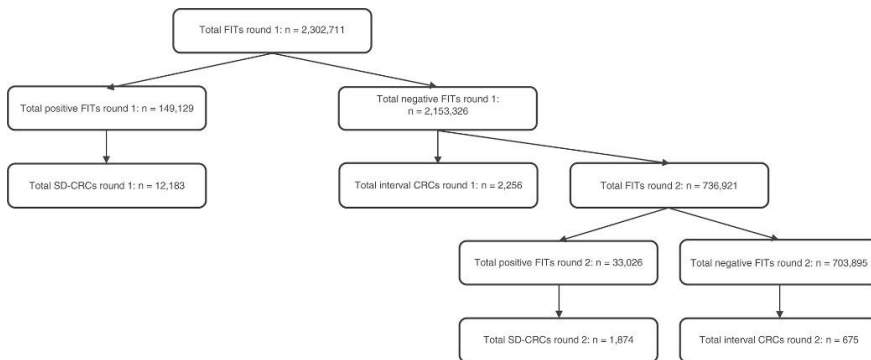 Total FITs round 1: n = 2,302,711
Total positive FITs round 1: n = 149,129
Total negative FITs round 1:
n = 2,153,326
Total SD-CRCs round 1: n = 12,183
Total interval CRCs round 1: n = 2,256
Total FITs round 2: n = 736,921
Total positive FITs round 2: n = 33,026
Total negative FITs round 2: n = 703,895
Total SD-CRCs round 2: n = 1,874
Total interval CRCs round 2: n = 675